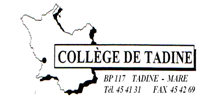 COLLÈGE DE TADINE
BP 117 TADINE - MARE
Tél. 45 41 31 FAX 45 42 69